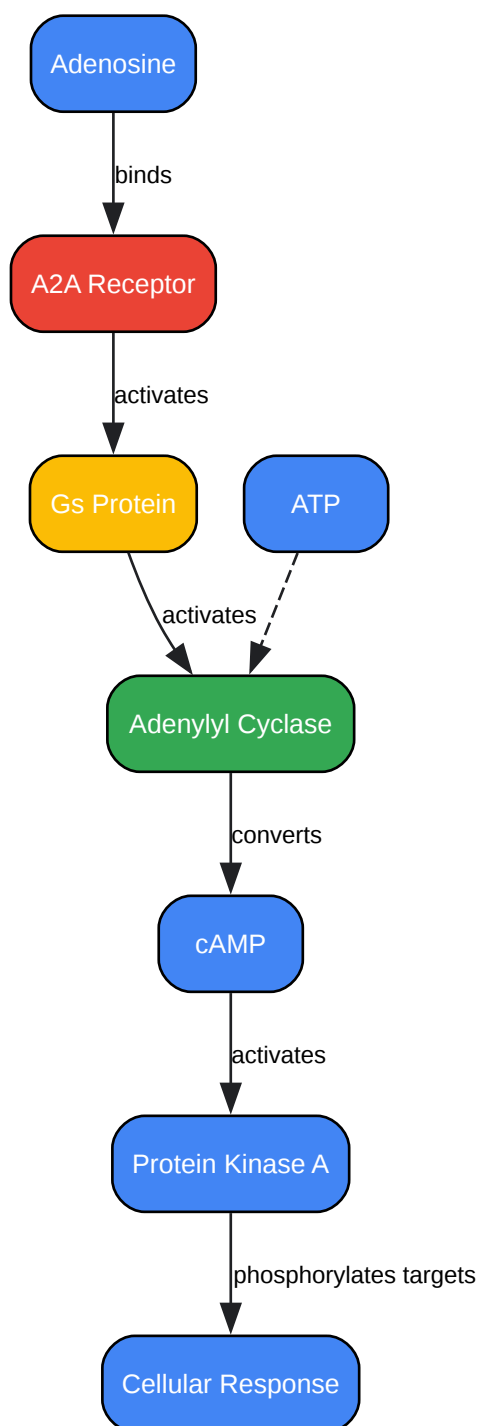 Adenosine
binds
A2A Receptor
activates
Gs Protein
ATP
activates
Adenylyl Cyclase
converts
cAMP
activates
Protein Kinase A
phosphorylates targets
Cellular Response